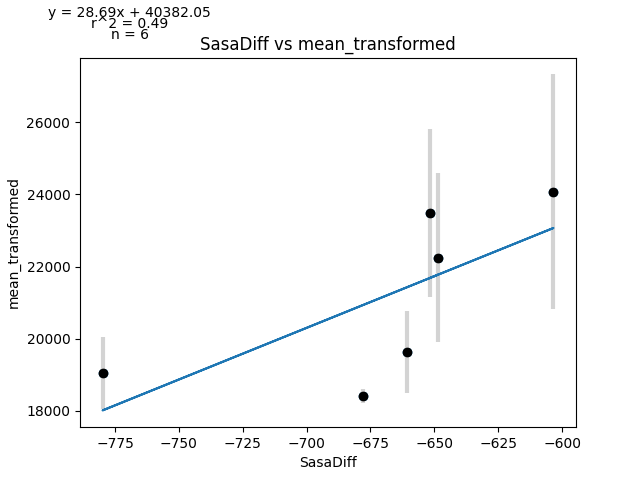 y = 28.69x + 40382.05
r^2 = 0.49
n = 6
SasaDiff vs mean_transformed
mean_transformed
26000
24000
22000
20000
18000
−775
−750
−725
−700
−675
−650
−625
−600
SasaDiff